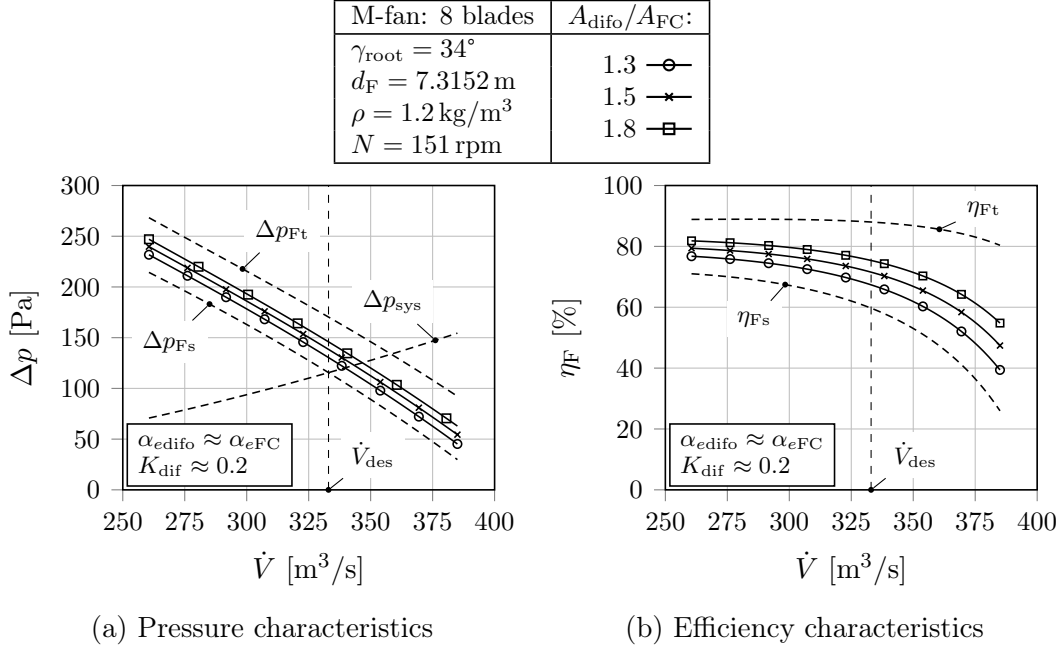 M-fan: 8 blades
A_difo/A_FC:
γ_root = 34°
d_F = 7.3152 m
ρ = 1.2 kg/m³
N = 151 rpm
1.3
1.5
1.8
300
250
200
150
100
50
0
Δp [Pa]
Δp_Ft
Δp_sys
Δp_Fs
α_edifo ≈ α_eFC
K_dif ≈ 0.2
V̇_des
250 275 300 325 350 375 400
V̇ [m³/s]
(a) Pressure characteristics
100
80
60
40
20
0
η_F [%]
η_Ft
η_Fs
α_edifo ≈ α_eFC
K_dif ≈ 0.2
V̇_des
250 275 300 325 350 375 400
V̇ [m³/s]
(b) Efficiency characteristics